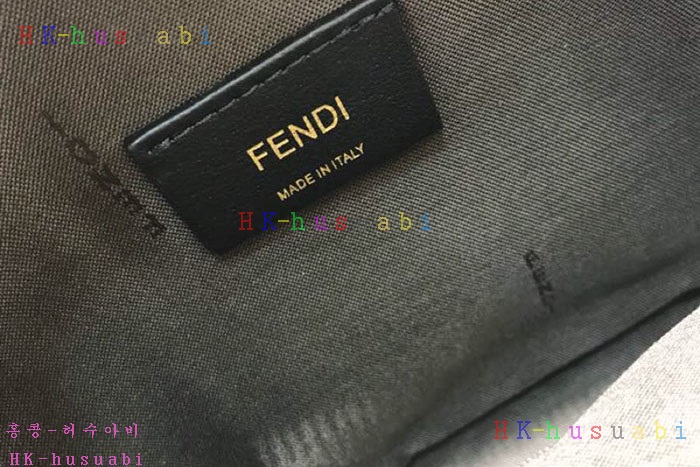 HK-hus abi
FENDI
MADE IN ITALY
HK-hus abi
FENDI
홍콩-허수아비
HK-husuabi
HK-husuabi